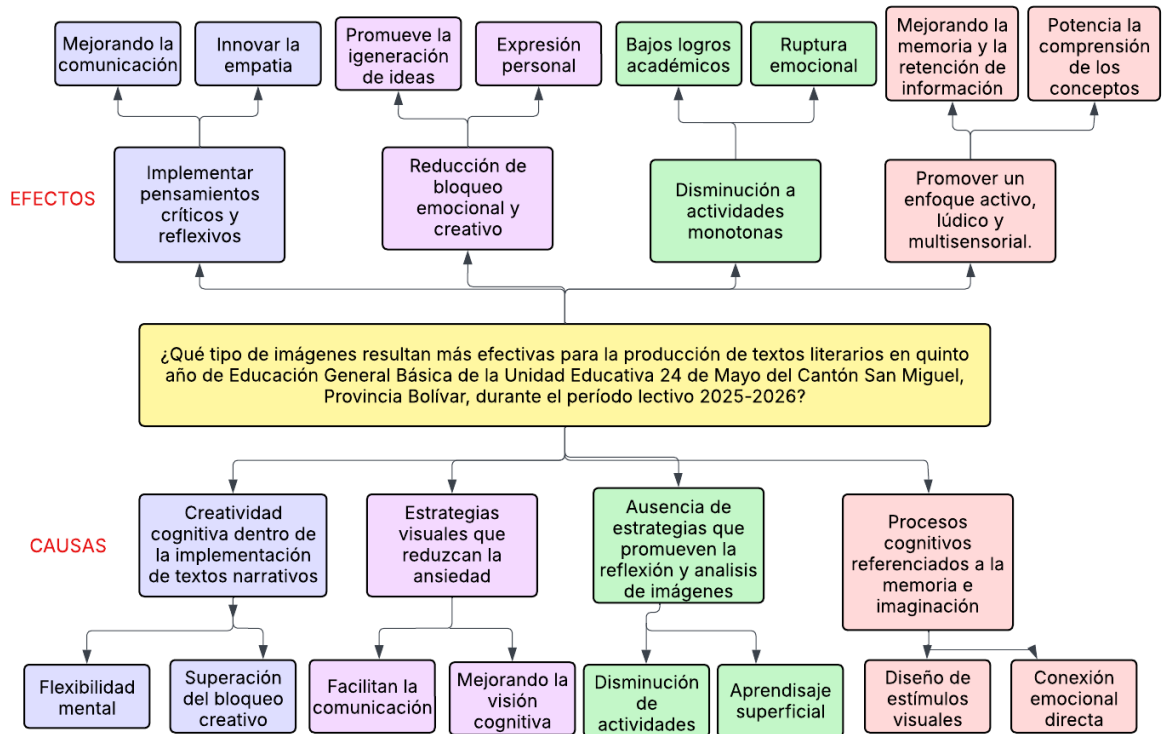 Mejorando la
comunicación
Innovar la
empatia
Promueve la
igeneración
de ideas
Expresión
personal
Bajos logros
académicos
Ruptura
emocional
Mejorando la
memoria y la
retención de
información
Potencia la
comprensión
de los
conceptos
EFECTOS
Implementar
pensamientos
críticos y
reflexivos
Reducción de
bloqueo
emocional y
creativo
Disminución a
actividades
monotonas
Promover un
enfoque activo,
lúdico y
multisensorial.
¿Qué tipo de imágenes resultan más efectivas para la producción de textos literarios en quinto
año de Educación General Básica de la Unidad Educativa 24 de Mayo del Cantón San Miguel,
Provincia Bolívar, durante el período lectivo 2025-2026?
CAUSAS
Creatividad
cognitiva dentro de
la implementación
de textos narrativos
Estrategias
visuales que
reduzcan la
ansiedad
Ausencia de
estrategias que
promueven la
reflexión y analisis
de imágenes
Procesos
cognitivos
referenciados a la
memoria e
imaginación
Flexibilidad
mental
Superación
del bloqueo
creativo
Facilitan la
comunicación
Mejorando la
visión
cognitiva
Disminución
de
actividades
Aprendisaje
superficial
Diseño de
estímulos
visuales
Conexión
emocional
directa